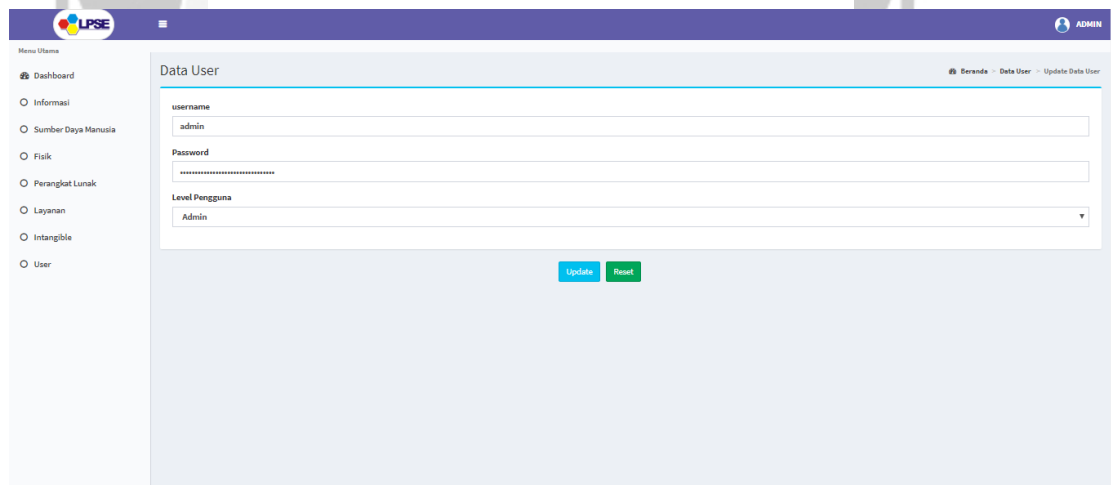 LPSE
ADMIN
Menu Utama
Dashboard
Informasi
Sumber Daya Manusia
Fisik
Perangkat Lunak
Layanan
Intangible
User
Data User
Beranda > Data User > Update Data User
username
admin
Password
Level Pengguna
Admin
Update
Reset